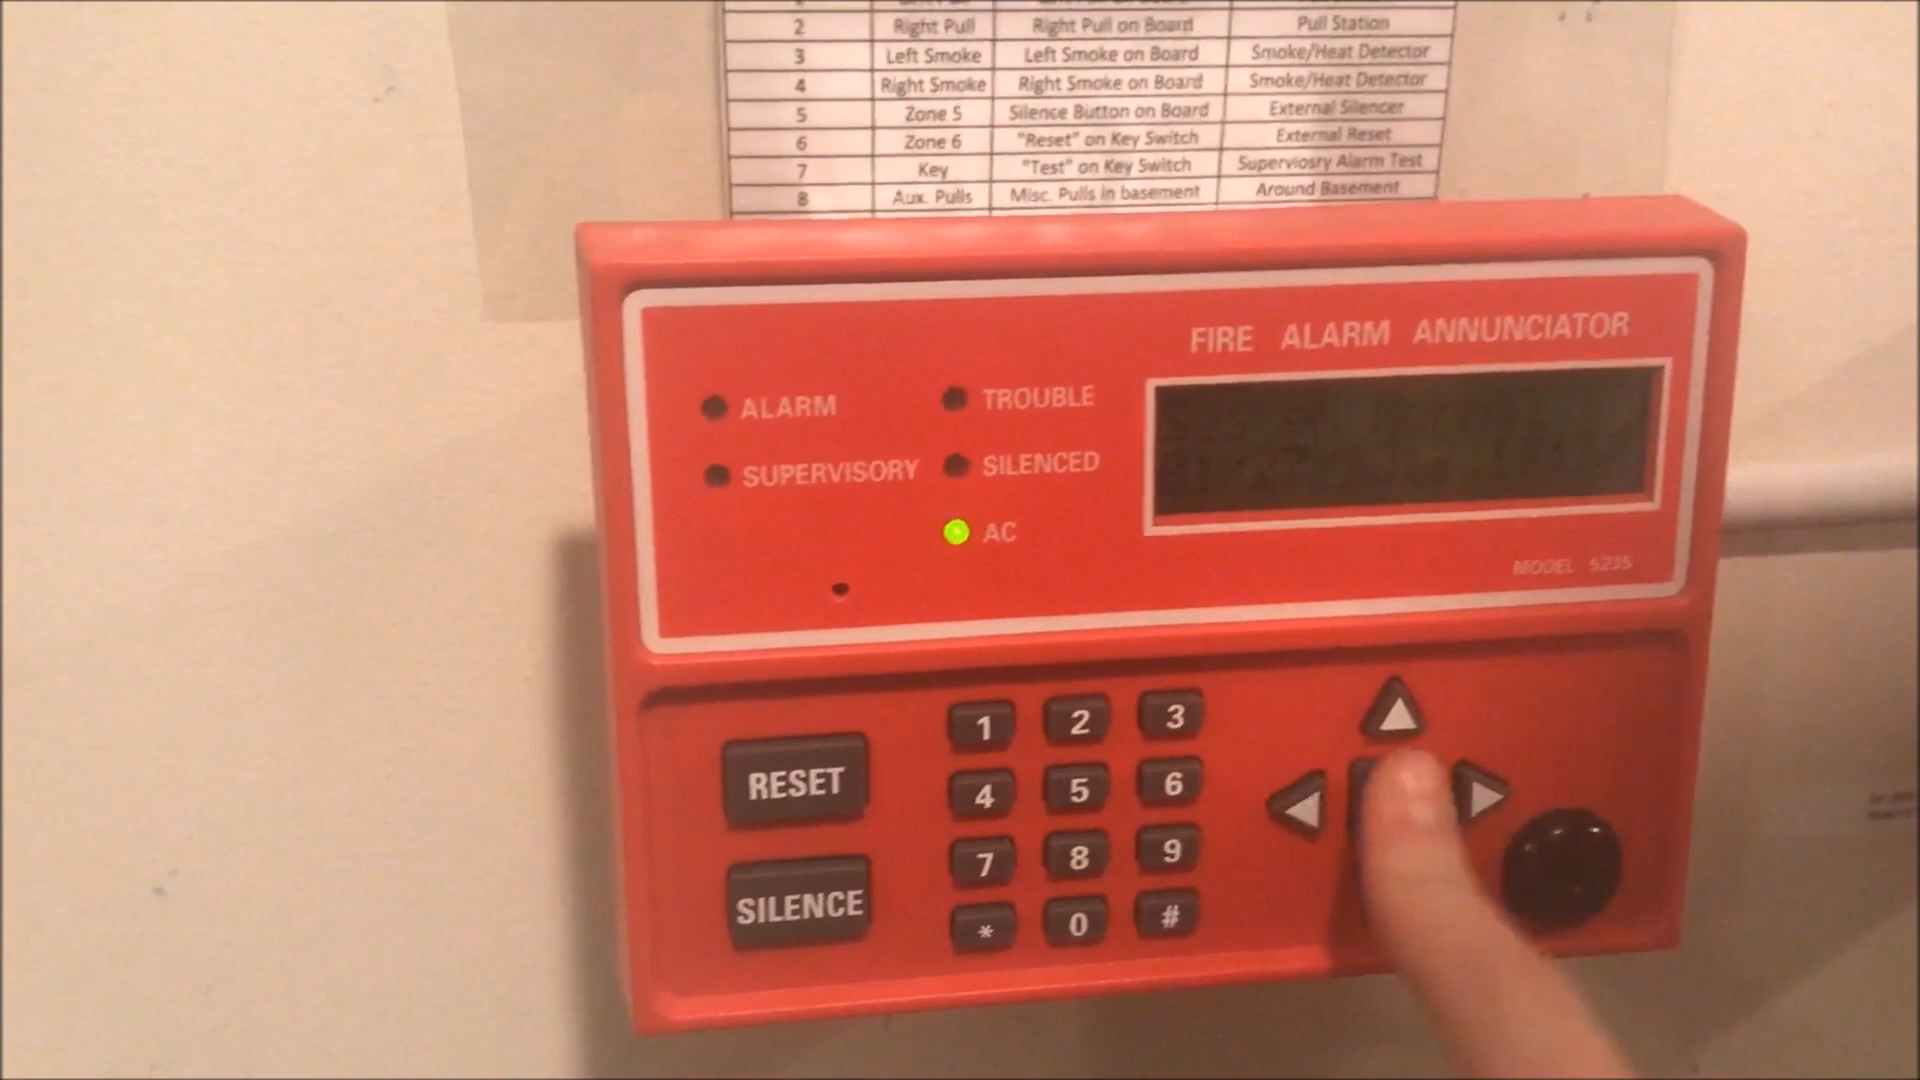 2 Right Pull Right Pull on Board Pull Station
3 Left Smoke Left Smoke on Board Smoke/Heat Detector
4 Right Smoke Right Smoke on Board Smoke/Heat Detector
5 Zone 5 Silence Button on Board External Silencer
6 Zone 6 "Reset" on Key Switch External Reset
7 Key "Test" on Key Switch Superviosry Alarm Test
8 Aux. Pulls Misc. Pulls in basement Around Basement
FIRE ALARM ANNUNCIATOR
ALARM TROUBLE
SUPERVISORY SILENCED
AC
MODEL 5235
RESET
SILENCE
1 2 3
4 5 6
7 8 9
* 0 #